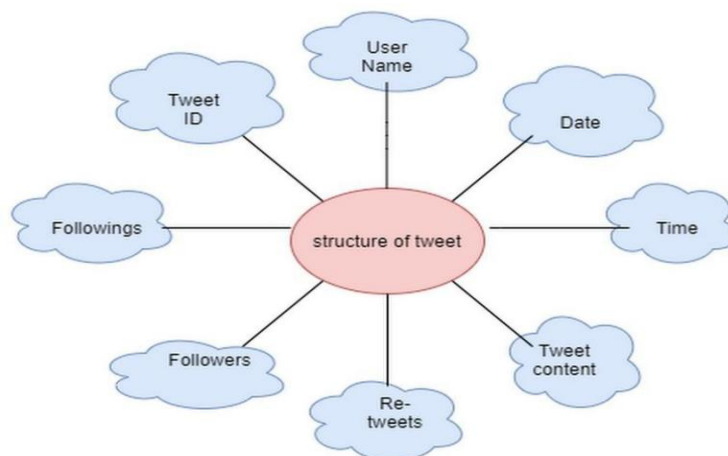 User
Name
Tweet
ID
Date
Followings
structure of tweet
Time
Followers
Tweet
content
Re-
tweets